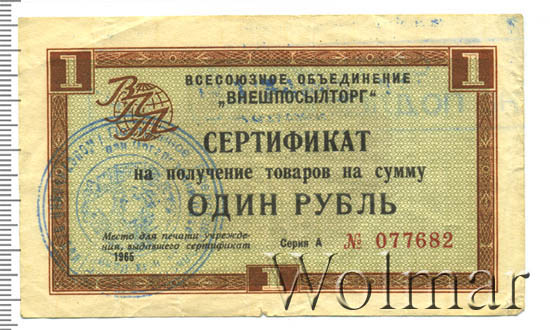 1
1
ВПТ
ВСЕСОЮЗНОЕ ОБЪЕДИНЕНИЕ
„ВНЕШПОСЫЛТОРГ"
СЕРТИФИКАТ
на получение товаров на сумму
ОДИН РУБЛЬ
Место для печати учрежде-
ния, выдавшего сертификат
1965
Серия А № 077682
1
Wolmar